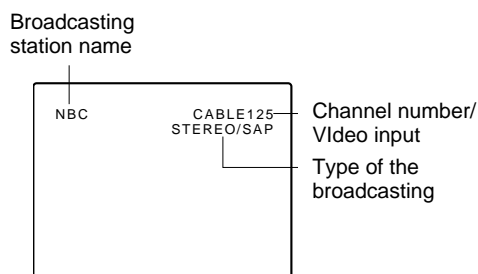 Broadcasting
station name
NBC
CABLE125
STEREO/SAP
Channel number/
VIdeo input
Type of the
broadcasting